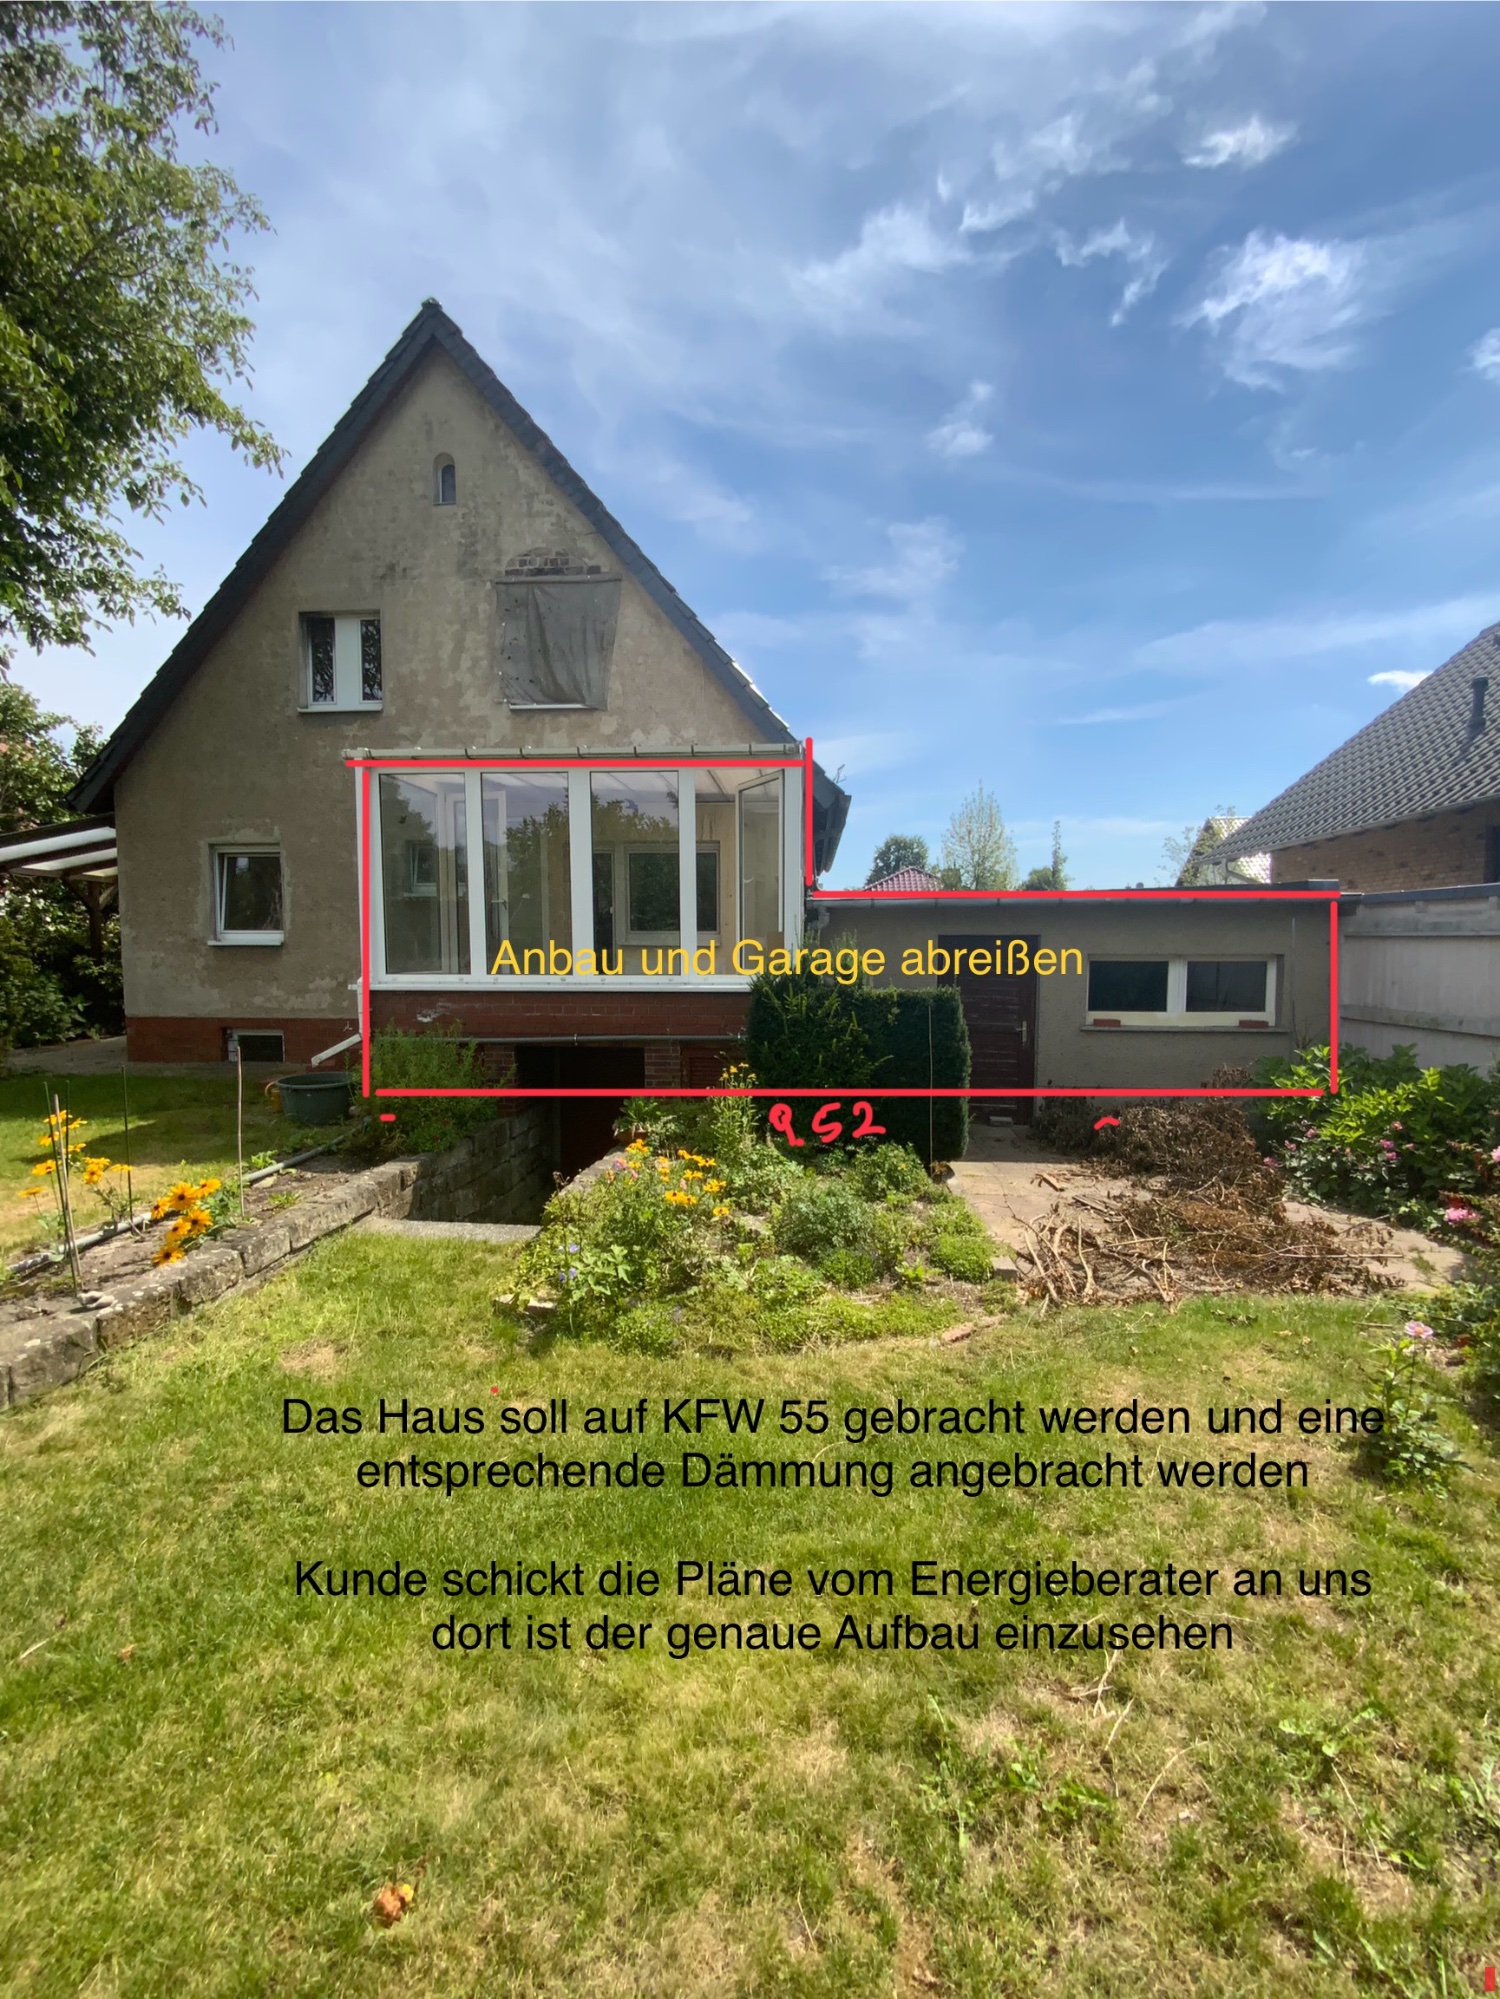 Anbau und Garage abreißen
9.52
Das Haus soll auf KFW 55 gebracht werden und eine
entsprechende Dämmung angebracht werden
Kunde schickt die Pläne vom Energieberater an uns
dort ist der genaue Aufbau einzusehen